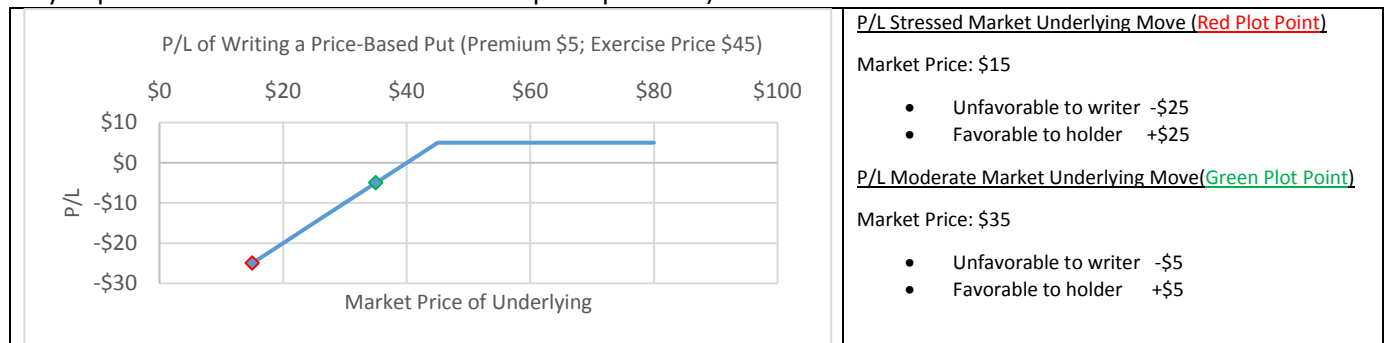 P/L of Writing a Price-Based Put (Premium $5; Exercise Price $45)
$0 $20 $40 $60 $80 $100
$10
$0
-$10
-$20
-$30
P/L
Market Price of Underlying
P/L Stressed Market Underlying Move (Red Plot Point)
Market Price: $15
• Unfavorable to writer -$25
• Favorable to holder +$25
P/L Moderate Market Underlying Move(Green Plot Point)
Market Price: $35
• Unfavorable to writer -$5
• Favorable to holder +$5